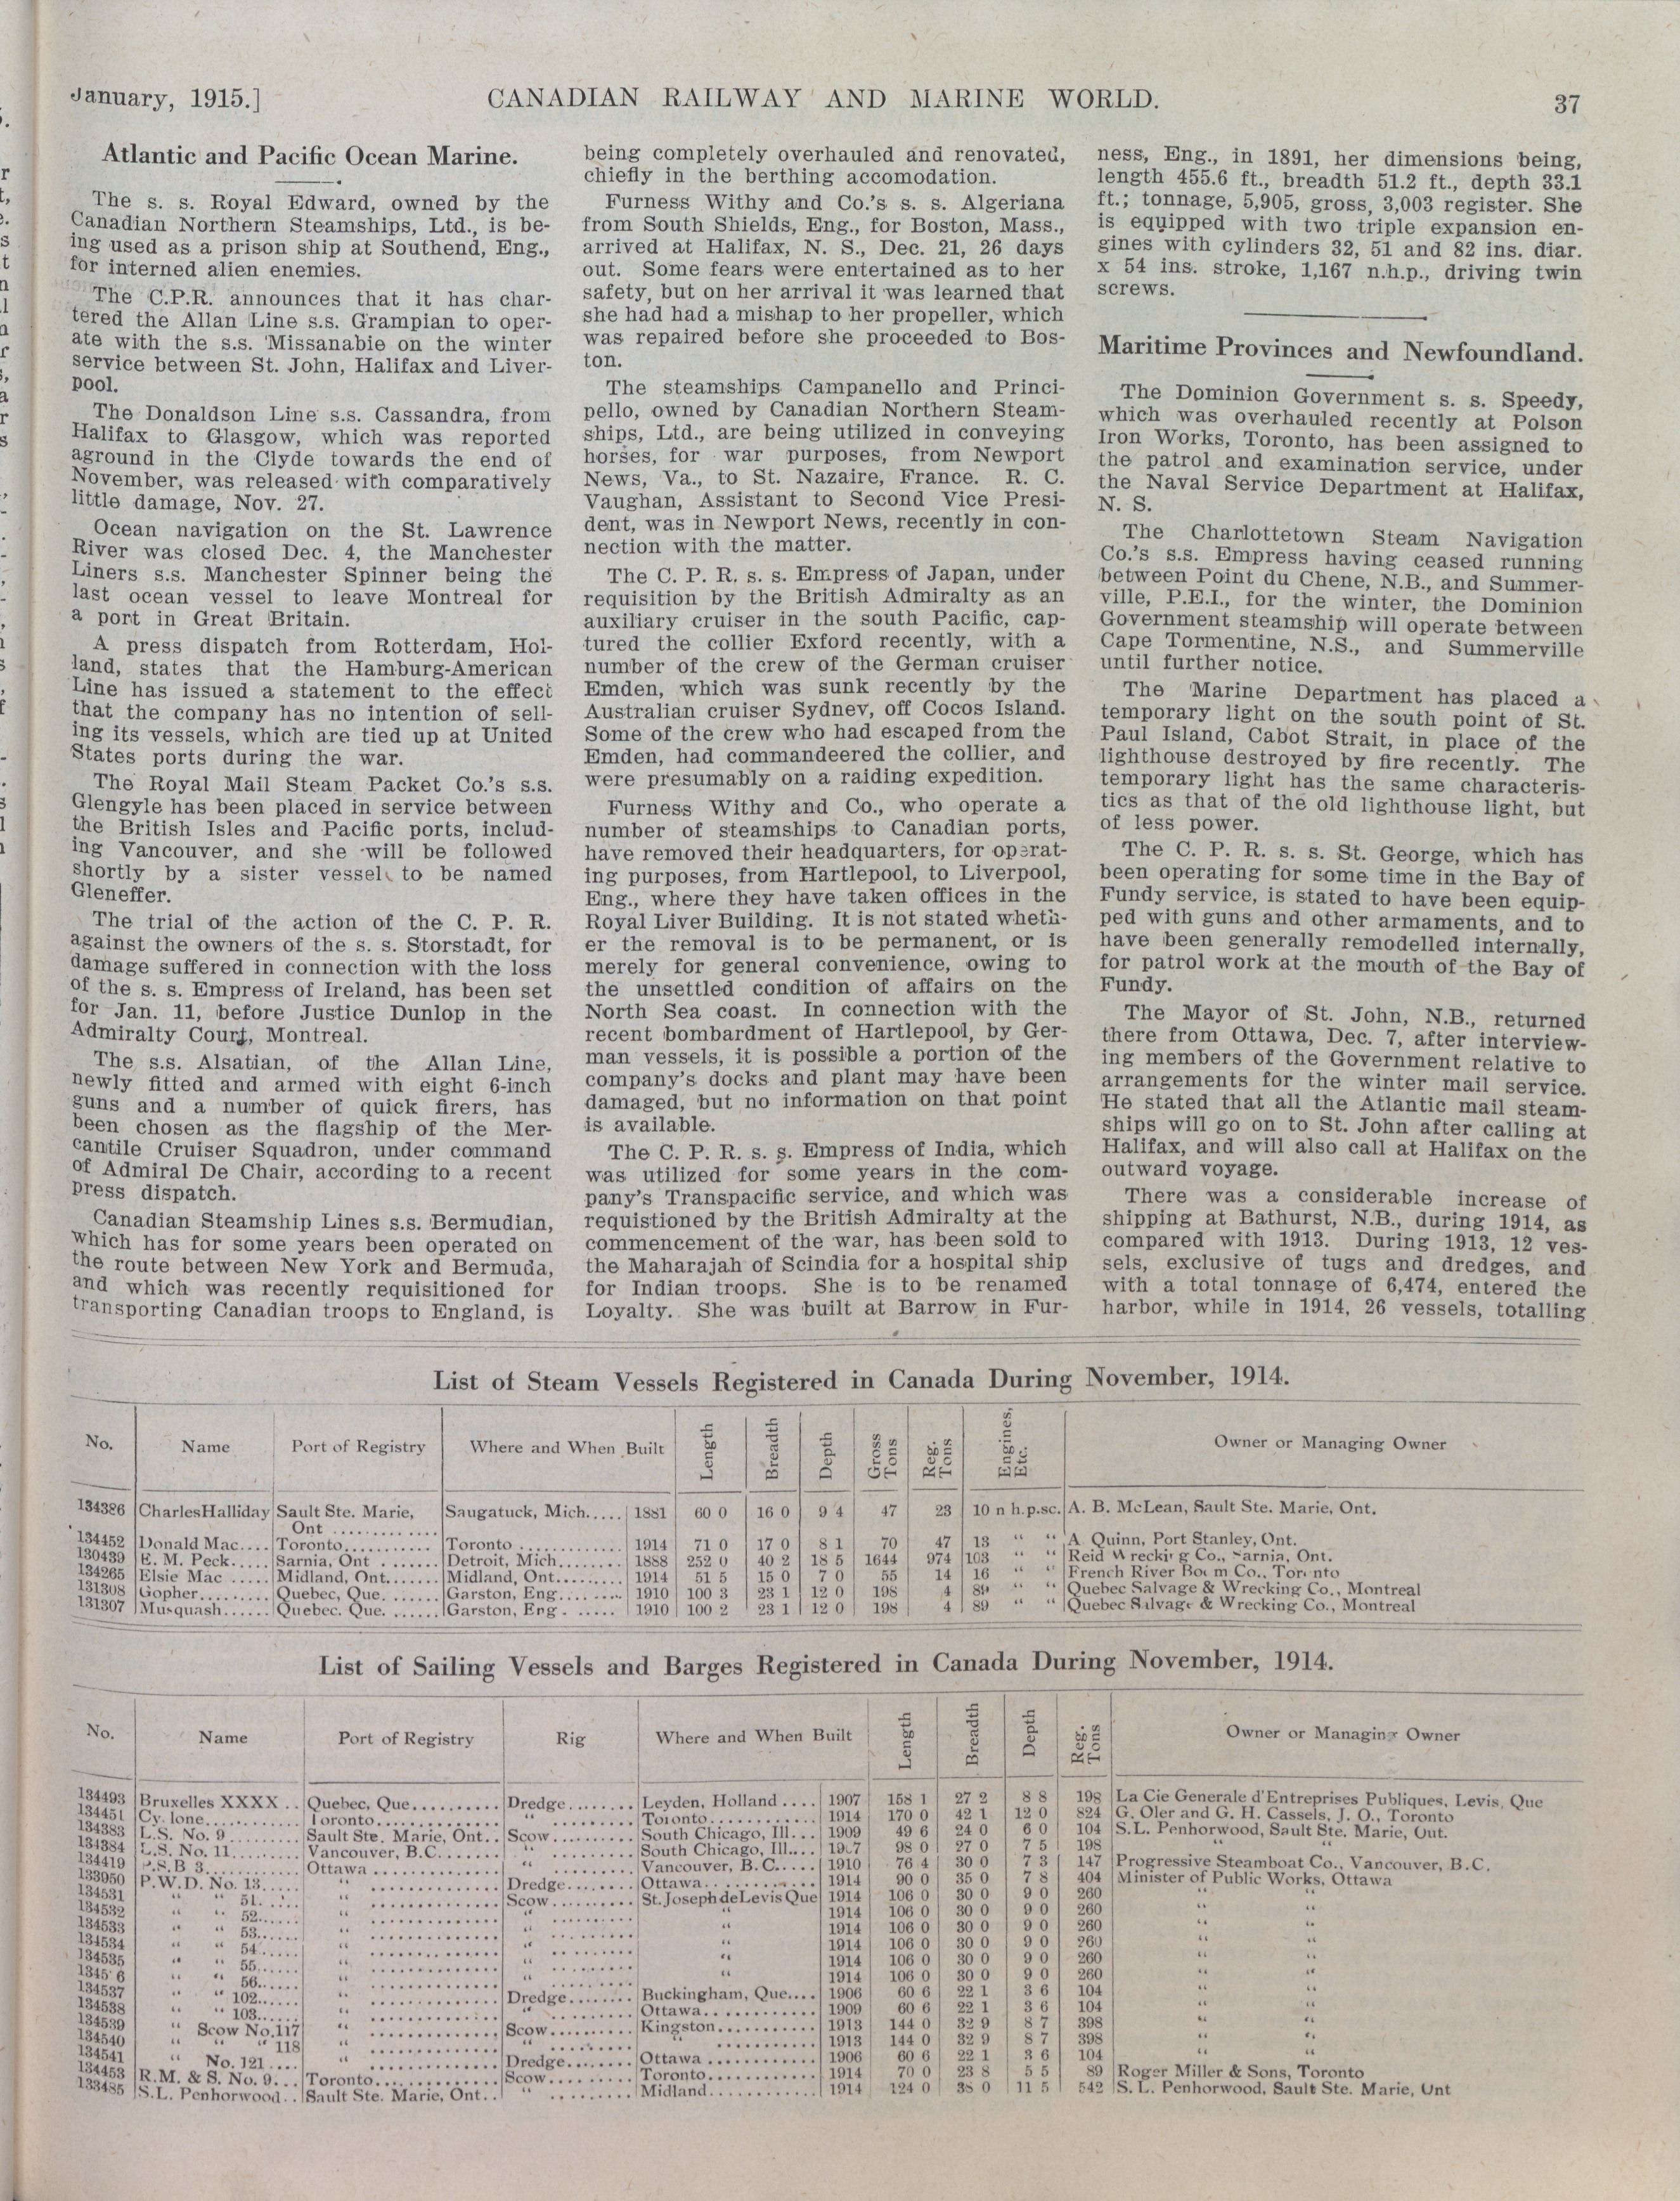 January, 1915.]
CANADIAN RAILWAY AND MARINE WORLD.
37
Atlantic and Pacific Ocean Marine.
The s. s. Royal Edward, owned by the
Canadian Northern Steamships, Ltd., is be-
ing used as a prison ship at Southend, Eng.,
for interned alien enemies.
The C.P.R. announces that it has char-
tered the Allan Line s.s. Grampian to oper-
ate with the s.s. Missanabie on the winter
service between St. John, Halifax and Liver-
pool.
The Donaldson Line s.s. Cassandra, from
Halifax to Glasgow, which was reported
aground in the Clyde towards the end of
November, was released with comparatively
little damage, Nov. 27.
Ocean navigation on the St. Lawrence
River was closed Dec. 4, the Manchester
Liners s.s. Manchester Spinner being the
last ocean vessel to leave Montreal for
a port in Great Britain.
A press dispatch from Rotterdam, Hol-
land, states that the Hamburg-American
Line has issued a statement to the effect
that the company has no intention of sell-
ing its vessels, which are tied up at United
States ports during the war.
The Royal Mail Steam Packet Co.'s s.s.
Glengyle has been placed in service between
the British Isles and Pacific ports, includ-
ing Vancouver, and she will be followed
shortly by a sister vessel to be named
Gleneffer.
The trial of the action of the C. P. R.
against the owners of the s. s. Storstadt, for
damage suffered in connection with the loss
of the s. s. Empress of Ireland, has been set
for Jan. 11, before Justice Dunlop in the
Admiralty Court, Montreal.
The s.s. Alsatian, of the Allan Line,
newly fitted and armed with eight 6-inch
guns and a number of quick firers, has
been chosen as the flagship of the Mer-
cantile Cruiser Squadron, under command
of Admiral De Chair, according to a recent
press dispatch.
Canadian Steamship Lines s.s. Bermudian,
which has for some years been operated on
the route between New York and Bermuda,
and which was recently requisitioned for
transporting Canadian troops to England, is
being completely overhauled and renovated,
chiefly in the berthing accomodation.
Furness Withy and Co.'s s. s. Algeriana
from South Shields, Eng., for Boston, Mass.,
arrived at Halifax, N. S., Dec. 21, 26 days
out. Some fears were entertained as to her
safety, but on her arrival it was learned that
she had had a mishap to her propeller, which
was repaired before she proceeded to Bos-
ton.
The steamships Campanello and Princi-
pello, owned by Canadian Northern Steam-
ships, Ltd., are being utilized in conveying
horses, for war purposes, from Newport
News, Va., to St. Nazaire, France. R. C.
Vaughan, Assistant to Second Vice Presi-
dent, was in Newport News, recently in con-
nection with the matter.
The C. P. R. s. s. Empress of Japan, under
requisition by the British Admiralty as an
auxiliary cruiser in the south Pacific, cap-
tured the collier Exford recently, with a
number of the crew of the German cruiser
Emden, which was sunk recently by the
Australian cruiser Sydney, off Cocos Island.
Some of the crew who had escaped from the
Emden, had commandeered the collier, and
were presumably on a raiding expedition.
Furness Withy and Co., who operate a
number of steamships to Canadian ports,
have removed their headquarters, for operat-
ing purposes, from Hartlepool, to Liverpool,
Eng., where they have taken offices in the
Royal Liver Building. It is not stated wheth-
er the removal is to be permanent, or is
merely for general convenience, owing to
the unsettled condition of affairs on the
North Sea coast. In connection with the
recent bombardment of Hartlepool, by Ger-
man vessels, it is possible a portion of the
company's docks and plant may have been
damaged, but no information on that point
is available.
The C. P. R. s. s. Empress of India, which
was utilized for some years in the com-
pany's Transpacific service, and which was
requistioned by the British Admiralty at the
commencement of the war, has been sold to
the Maharajah of Scindia for a hospital ship
for Indian troops. She is to be renamed
Loyalty. She was built at Barrow in Fur-
ness, Eng., in 1891, her dimensions being,
length 455.6 ft., breadth 51.2 ft., depth 33.1
ft.; tonnage, 5,905, gross, 3,003 register. She
is equipped with two triple expansion en-
gines with cylinders 32, 51 and 82 ins. diar.
x 54 ins. stroke, 1,167 n.h.p., driving twin
screws.
Maritime Provinces and Newfoundland.
The Dominion Government s. s. Speedy,
which was overhauled recently at Polson
Iron Works, Toronto, has been assigned to
the patrol and examination service, under
the Naval Service Department at Halifax,
N. S.
The Charlottetown Steam Navigation
Co.'s s.s. Empress having ceased running
between Point du Chene, N.B., and Summer-
ville, P.E.I., for the winter, the Dominion
Government steamship will operate between
Cape Tormentine, N.S., and Summerville
until further notice.
The Marine Department has placed a
temporary light on the south point of St.
Paul Island, Cabot Strait, in place of the
lighthouse destroyed by fire recently. The
temporary light has the same characteris-
tics as that of the old lighthouse light, but
of less power.
The C. P. R. s. s. St. George, which has
been operating for some time in the Bay of
Fundy service, is stated to have been equip-
ped with guns and other armaments, and to
have been generally remodelled internally,
for patrol work at the mouth of the Bay of
Fundy.
The Mayor of St. John, N.B., returned
there from Ottawa, Dec. 7, after interview-
ing members of the Government relative to
arrangements for the winter mail service.
He stated that all the Atlantic mail steam-
ships will go on to St. John after calling at
Halifax, and will also call at Halifax on the
outward voyage.
There was a considerable increase of
shipping at Bathurst, N.B., during 1914, as
compared with 1913. During 1913, 12 ves-
sels, exclusive of tugs and dredges, and
with a total tonnage of 6,474, entered the
harbor, while in 1914, 26 vessels, totalling
List of Steam Vessels Registered in Canada During November, 1914.
No. Name Port of Registry Where and When Built Length Breadth Depth Gross Tons Reg. Tons Engines, Etc. Owner or Managing Owner
134386 Charles Halliday Sault Ste. Marie, Saugatuck, Mich..... 1881 60 0 16 0 9 4 47 23 10 n h.p.sc. A. B. McLean, Sault Ste. Marie, Ont.
Ont .............
134452 Donald Mac.... Toronto............ Toronto ............. 1914 71 0 17 0 8 1 70 47 13 " " A. Quinn, Port Stanley, Ont.
130439 E. M. Peck..... Sarnia, Ont ....... Detroit, Mich........ 1888 252 0 40 2 18 5 1644 974 103 " " Reid Wrecking Co., Sarnia, Ont.
134265 Elsie Mac ..... Midland, Ont....... Midland, Ont......... 1914 51 5 15 0 7 0 55 14 16 " " French River Boom Co., Toronto
131308 Gopher......... Quebec, Que........ Garston, Eng......... 1910 100 3 23 1 12 0 198 4 89 " " Quebec Salvage & Wrecking Co., Montreal
131307 Musquash...... Quebec. Que. ...... Garston, Eng. ...... 1910 100 2 23 1 12 0 198 4 89 " " Quebec Salvage & Wrecking Co., Montreal
List of Sailing Vessels and Barges Registered in Canada During November, 1914.
No. Name Port of Registry Rig Where and When Built Length Breadth Depth Reg. Tons Owner or Managing Owner
134493 Bruxelles XXXX .. Quebec, Que.......... Dredge........ Leyden, Holland.... 1907 158 1 27 2 8 8 198 La Cie Generale d'Entreprises Publiques, Levis, Que
134451 Cy lone........... Toronto.............. " ......... Toronto............ 1914 170 0 42 1 12 0 824 G. Oler and G. H. Cassels, J. O., Toronto
134383 L.S. No. 9 ......... Sault Ste. Marie, Ont.. Scow.......... South Chicago, Ill... 1909 49 6 24 0 6 0 104 S.L. Penhorwood, Sault Ste. Marie, Ont.
134384 L.S. No. 11......... Vancouver, B.C....... " ......... South Chicago, Ill.... 1907 98 0 27 0 7 5 198 " "
134419 P.S.B 3............ Ottawa .............. " ......... Vancouver, B.C..... 1910 76 4 30 0 7 3 147 Progressive Steamboat Co., Vancouver, B.C.
133950 P.W.D. No. 13..... " .............. Dredge........ Ottawa............. 1914 90 0 35 0 7 8 404 Minister of Public Works, Ottawa
134531 " " 51...... " .............. Scow.......... St. Joseph de Levis Que 1914 106 0 30 0 9 0 260 " "
134532 " " 52...... " .............. " ......... " 1914 106 0 30 0 9 0 260 " "
134533 " " 53...... " .............. " ......... " 1914 106 0 30 0 9 0 260 " "
134534 " " 54...... " .............. " ......... " 1914 106 0 30 0 9 0 260 " "
134535 " " 55...... " .............. " ......... " 1914 106 0 30 0 9 0 260 " "
1345 6 " " 56...... " .............. " ......... " 1914 106 0 30 0 9 0 260 " "
134537 " " 102...... " .............. Dredge........ Buckingham, Que.... 1906 60 6 22 1 3 6 104 " "
134538 " " 103...... " .............. " ......... Ottawa............. 1909 60 6 22 1 3 6 104 " "
134539 " Scow No.117 " .............. Scow.......... Kingston........... 1913 144 0 32 9 8 7 398 " "
134540 " " " 118 " .............. " ......... " ........... 1913 144 0 32 9 8 7 398 " "
134541 " No. 121.... " .............. Dredge........ Ottawa ............ 1906 60 6 22 1 3 6 104 " "
134453 R.M. & S. No. 9... Toronto.............. Scow.......... Toronto............ 1914 70 0 23 8 5 5 89 Roger Miller & Sons, Toronto
133485 S.L. Penhorwood.. Sault Ste. Marie, Ont.. " ......... Midland............ 1914 124 0 38 0 11 5 542 S. L. Penhorwood, Sault Ste. Marie, Ont